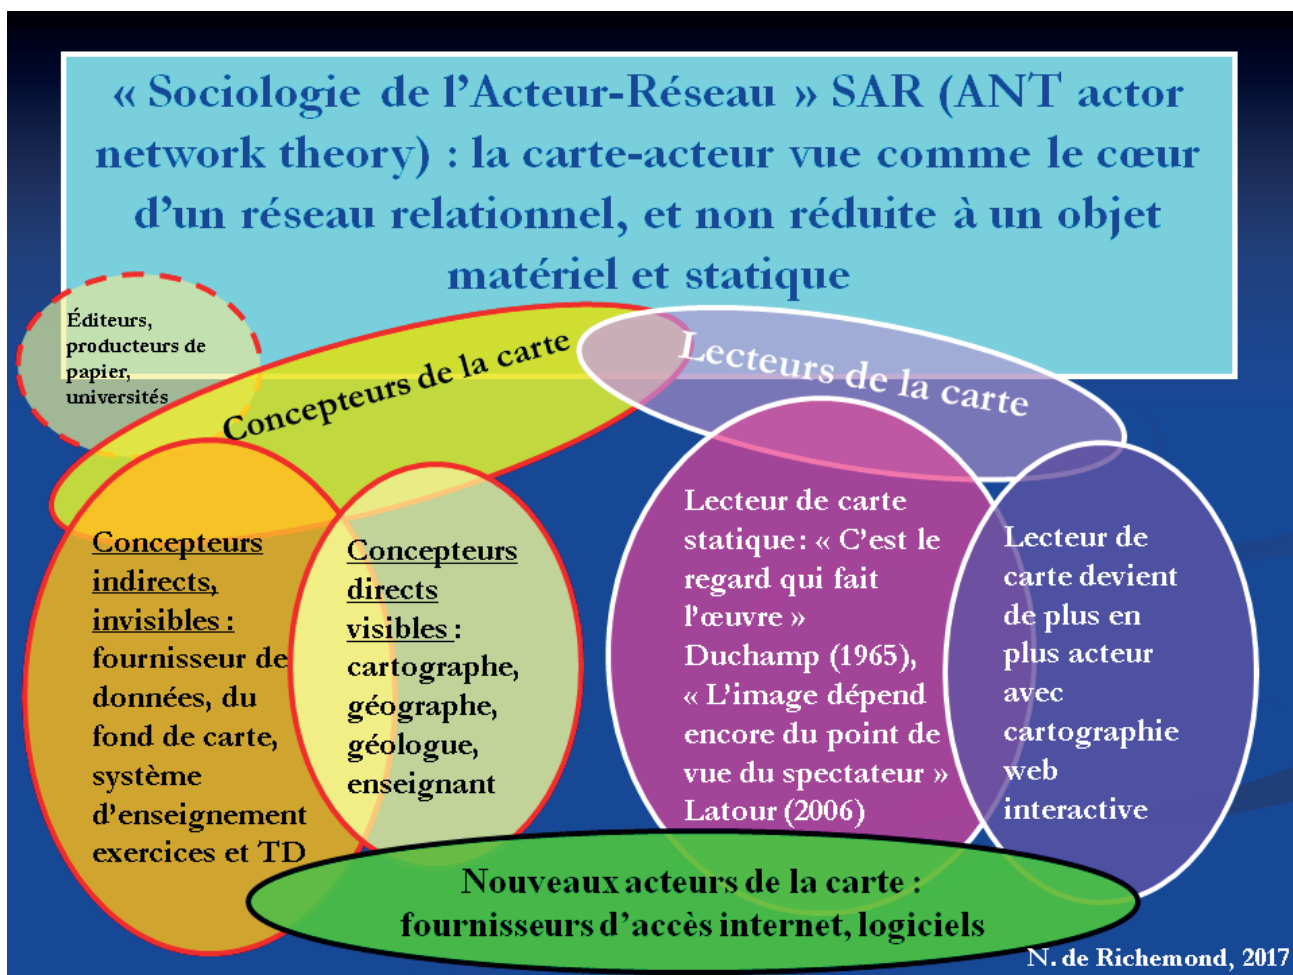 « Sociologie de l’Acteur-Réseau » SAR (ANT actor
network theory) : la carte-acteur vue comme le cœur
d’un réseau relationnel, et non réduite à un objet
matériel et statique
Éditeurs,
producteurs de
papier,
universités
Concepteurs de la carte
Lecteurs de la carte
Concepteurs
indirects,
invisibles :
fournisseur de
données, du
fond de carte,
système
d’enseignement
exercices et TD
Concepteurs
directs
visibles :
cartographe,
géographe,
géologue,
enseignant
Lecteur de carte
statique : « C’est le
regard qui fait
l’œuvre »
Duchamp (1965),
« L’image dépend
encore du point de
vue du spectateur »
Latour (2006)
Lecteur de
carte devient
de plus en
plus acteur
avec
cartographie
web
interactive
Nouveaux acteurs de la carte :
fournisseurs d’accès internet, logiciels
N. de Richemond, 2017